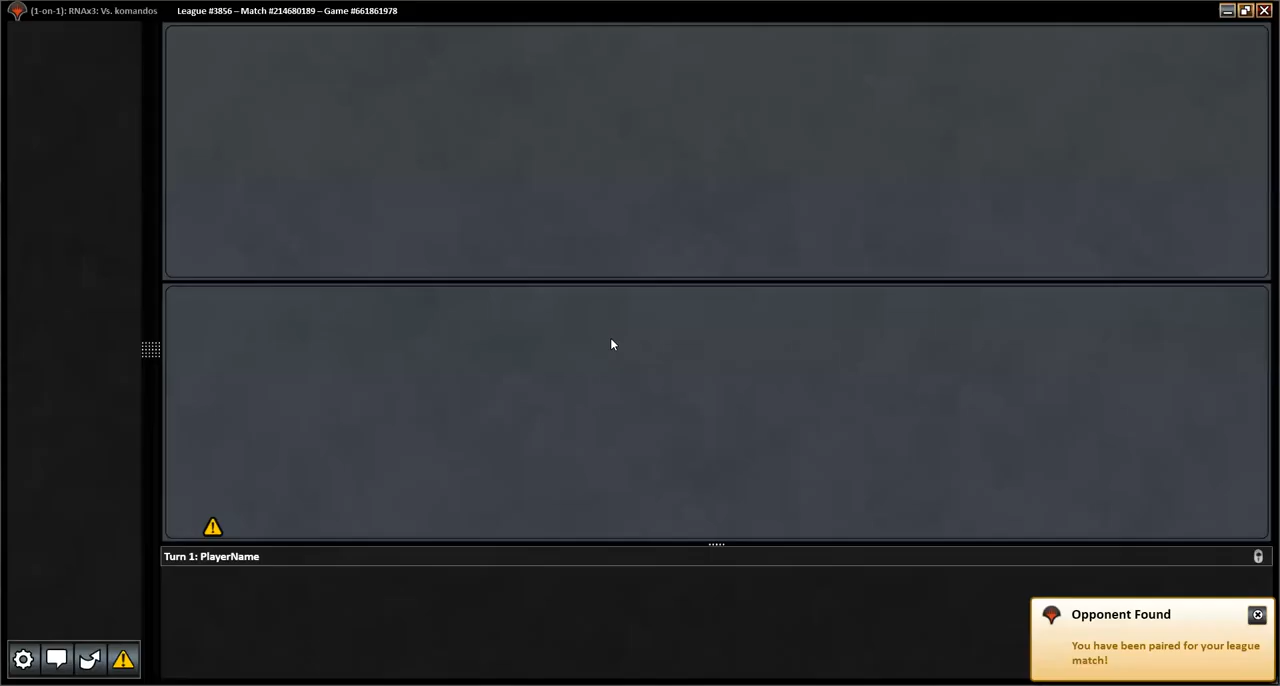 (1-on-1): RNAx3: Vs. komandos League #3856 – Match #214680189 – Game #661861978
Turn 1: PlayerName
Opponent Found
You have been paired for your league
match!